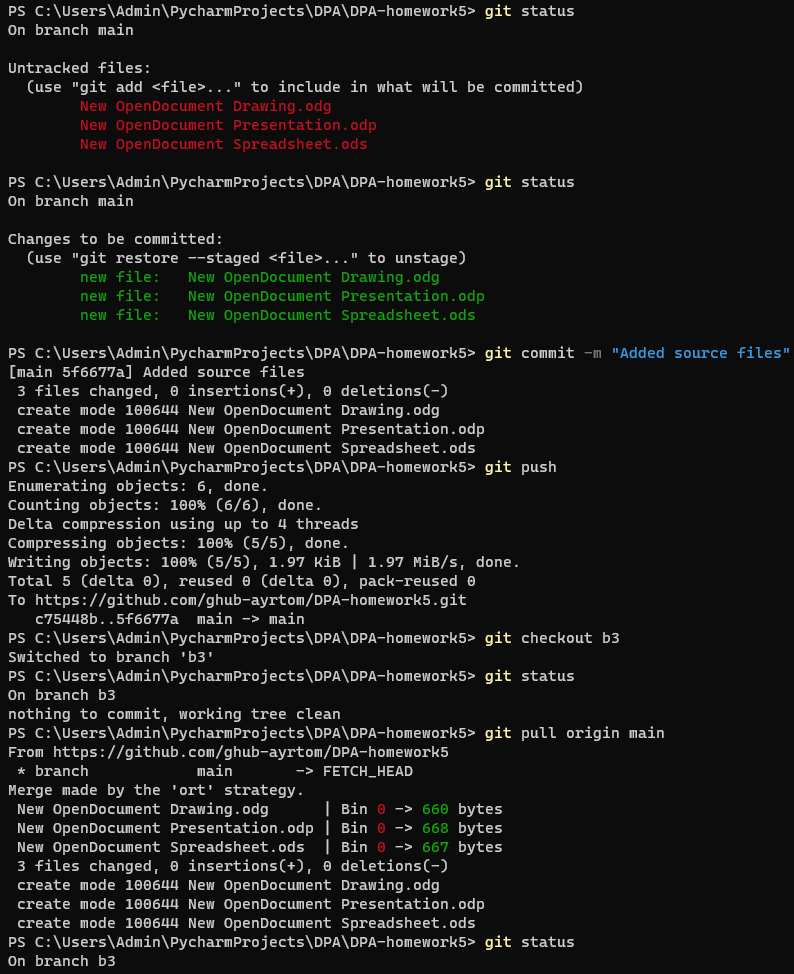 PS C:\Users\Admin\PycharmProjects\DPA\DPA-homework5> git status
On branch main

Untracked files:
  (use "git add <file>..." to include in what will be committed)
        New OpenDocument Drawing.odg
        New OpenDocument Presentation.odp
        New OpenDocument Spreadsheet.ods

PS C:\Users\Admin\PycharmProjects\DPA\DPA-homework5> git status
On branch main

Changes to be committed:
  (use "git restore --staged <file>..." to unstage)
        new file:   New OpenDocument Drawing.odg
        new file:   New OpenDocument Presentation.odp
        new file:   New OpenDocument Spreadsheet.ods

PS C:\Users\Admin\PycharmProjects\DPA\DPA-homework5> git commit -m "Added source files"
[main 5f6677a] Added source files
 3 files changed, 0 insertions(+), 0 deletions(-)
 create mode 100644 New OpenDocument Drawing.odg
 create mode 100644 New OpenDocument Presentation.odp
 create mode 100644 New OpenDocument Spreadsheet.ods
PS C:\Users\Admin\PycharmProjects\DPA\DPA-homework5> git push
Enumerating objects: 6, done.
Counting objects: 100% (6/6), done.
Delta compression using up to 4 threads
Compressing objects: 100% (5/5), done.
Writing objects: 100% (5/5), 1.97 KiB | 1.97 MiB/s, done.
Total 5 (delta 0), reused 0 (delta 0), pack-reused 0
To https://github.com/ghub-ayrtom/DPA-homework5.git
   c75448b..5f6677a  main -> main
PS C:\Users\Admin\PycharmProjects\DPA\DPA-homework5> git checkout b3
Switched to branch 'b3'
PS C:\Users\Admin\PycharmProjects\DPA\DPA-homework5> git status
On branch b3
nothing to commit, working tree clean
PS C:\Users\Admin\PycharmProjects\DPA\DPA-homework5> git pull origin main
From https://github.com/ghub-ayrtom/DPA-homework5
 * branch            main       -> FETCH_HEAD
Merge made by the 'ort' strategy.
 New OpenDocument Drawing.odg      | Bin 0 -> 660 bytes
 New OpenDocument Presentation.odp | Bin 0 -> 668 bytes
 New OpenDocument Spreadsheet.ods  | Bin 0 -> 667 bytes
 3 files changed, 0 insertions(+), 0 deletions(-)
 create mode 100644 New OpenDocument Drawing.odg
 create mode 100644 New OpenDocument Presentation.odp
 create mode 100644 New OpenDocument Spreadsheet.ods
PS C:\Users\Admin\PycharmProjects\DPA\DPA-homework5> git status
On branch b3